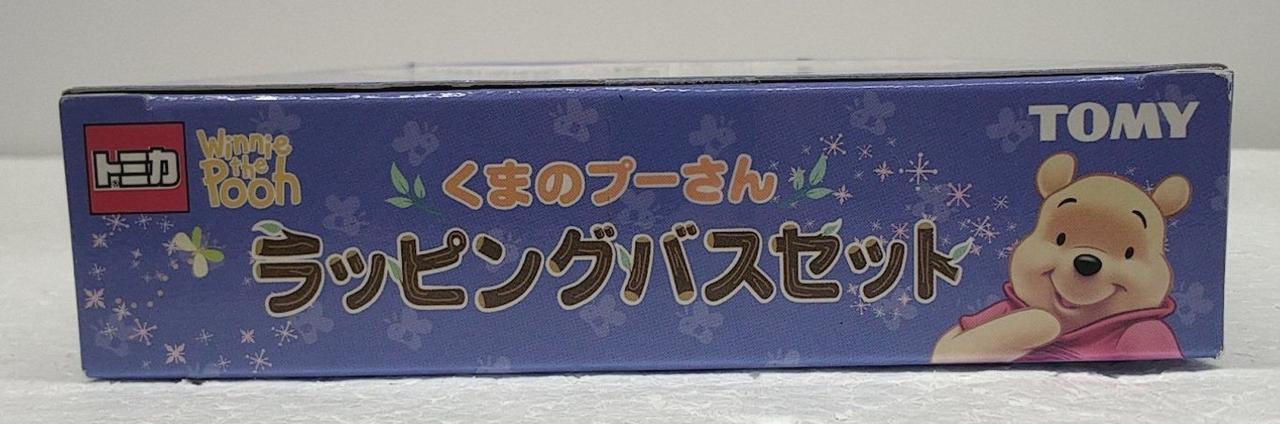 トミカ
Winnie
the
Pooh
TOMY
くまのプーさん
ラッピングバスセット